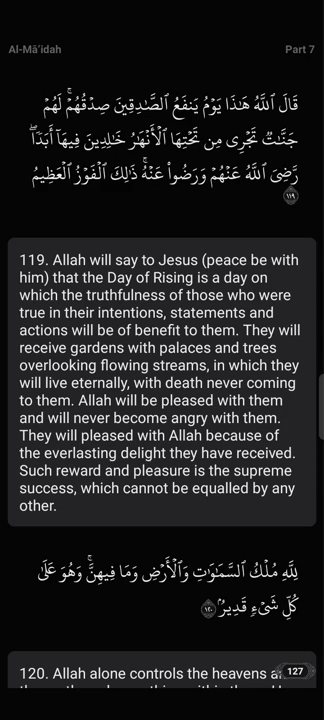 Al-Mā’idah
Part 7
قَالَ ٱللَّهُ هَـٰذَا يَوۡمُ يَنفَعُ ٱلصَّـٰدِقِينَ صِدۡقُهُمۡۚ لَهُمۡ
جَنَّـٰتٞ تَجۡرِي مِن تَحۡتِهَا ٱلۡأَنۡهَـٰرُ خَـٰلِدِينَ فِيهَآ أَبَدٗاۖ
رَّضِيَ ٱللَّهُ عَنۡهُمۡ وَرَضُواْ عَنۡهُۚ ذَٰلِكَ ٱلۡفَوۡزُ ٱلۡعَظِيمُ
١١٩
119. Allah will say to Jesus (peace be with
him) that the Day of Rising is a day on
which the truthfulness of those who were
true in their intentions, statements and
actions will be of benefit to them. They will
receive gardens with palaces and trees
overlooking flowing streams, in which they
will live eternally, with death never coming
to them. Allah will be pleased with them
and will never become angry with them.
They will pleased with Allah because of
the everlasting delight they have received.
Such reward and pleasure is the supreme
success, which cannot be equalled by any
other.
لِلَّهِ مُلۡكُ ٱلسَّمَٰوَٰتِ وَٱلۡأَرۡضِ وَمَا فِيهِنَّۚ وَهُوَ عَلَىٰ
كُلِّ شَيۡءٖ قَدِيرُۢ ١٢٠
120. Allah alone controls the heavens
127